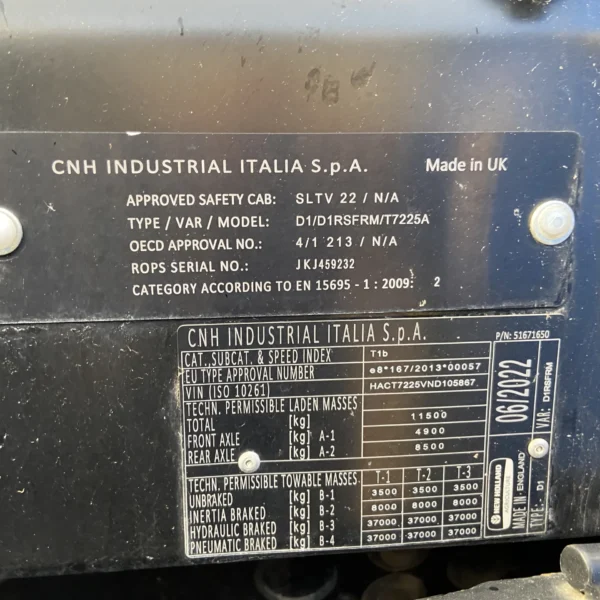 CNH INDUSTRIAL ITALIA S.p.A. Made in UK
APPROVED SAFETY CAB: SLTV 22 / N/A
TYPE / VAR / MODEL: D1/D1RSFRM/T7225A
OECD APPROVAL NO.: 4/1 213 / N/A
ROPS SERIAL NO.: JKJ459232
CATEGORY ACCORDING TO EN 15695 - 1 : 2009: 2
CNH INDUSTRIAL ITALIA S.p.A. P/N: 51671650
CAT. SUBCAT. & SPEED INDEX T1b
EU TYPE APPROVAL NUMBER e8*167/2013*00057
VIN (ISO 10261) HACT7225VND105867
TECHN. PERMISSIBLE LADEN MASSES
TOTAL [kg] 11500
FRONT AXLE [kg] A-1 4900
REAR AXLE [kg] A-2 8500
TECHN. PERMISSIBLE TOWABLE MASSES T-1 T-2 T-3
UNBRAKED [kg] B-1 3500 3500 3500
INERTIA BRAKED [kg] B-2 8000 8000 8000
HYDRAULIC BRAKED [kg] B-3 37000 37000 37000
PNEUMATIC BRAKED [kg] B-4 37000 37000 37000
06/2022
VAR: D1RSFRM
NEW HOLLAND
AGRICULTURE
MADE IN - ENGLAND
TYPE: D1